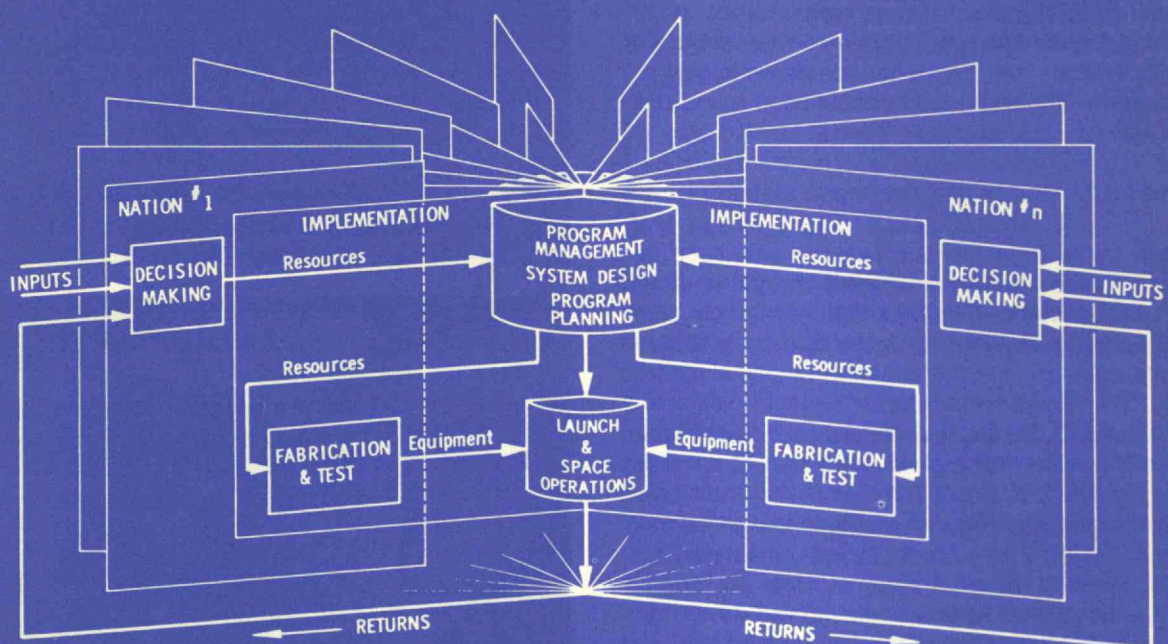 NATION #1
IMPLEMENTATION
IMPLEMENTATION
NATION #n
PROGRAM
MANAGEMENT
SYSTEM DESIGN
PROGRAM
PLANNING
INPUTS
DECISION
MAKING
Resources
Resources
DECISION
MAKING
INPUTS
Resources
Resources
FABRICATION
& TEST
Equipment
LAUNCH
&
SPACE
OPERATIONS
Equipment
FABRICATION
& TEST
RETURNS
RETURNS